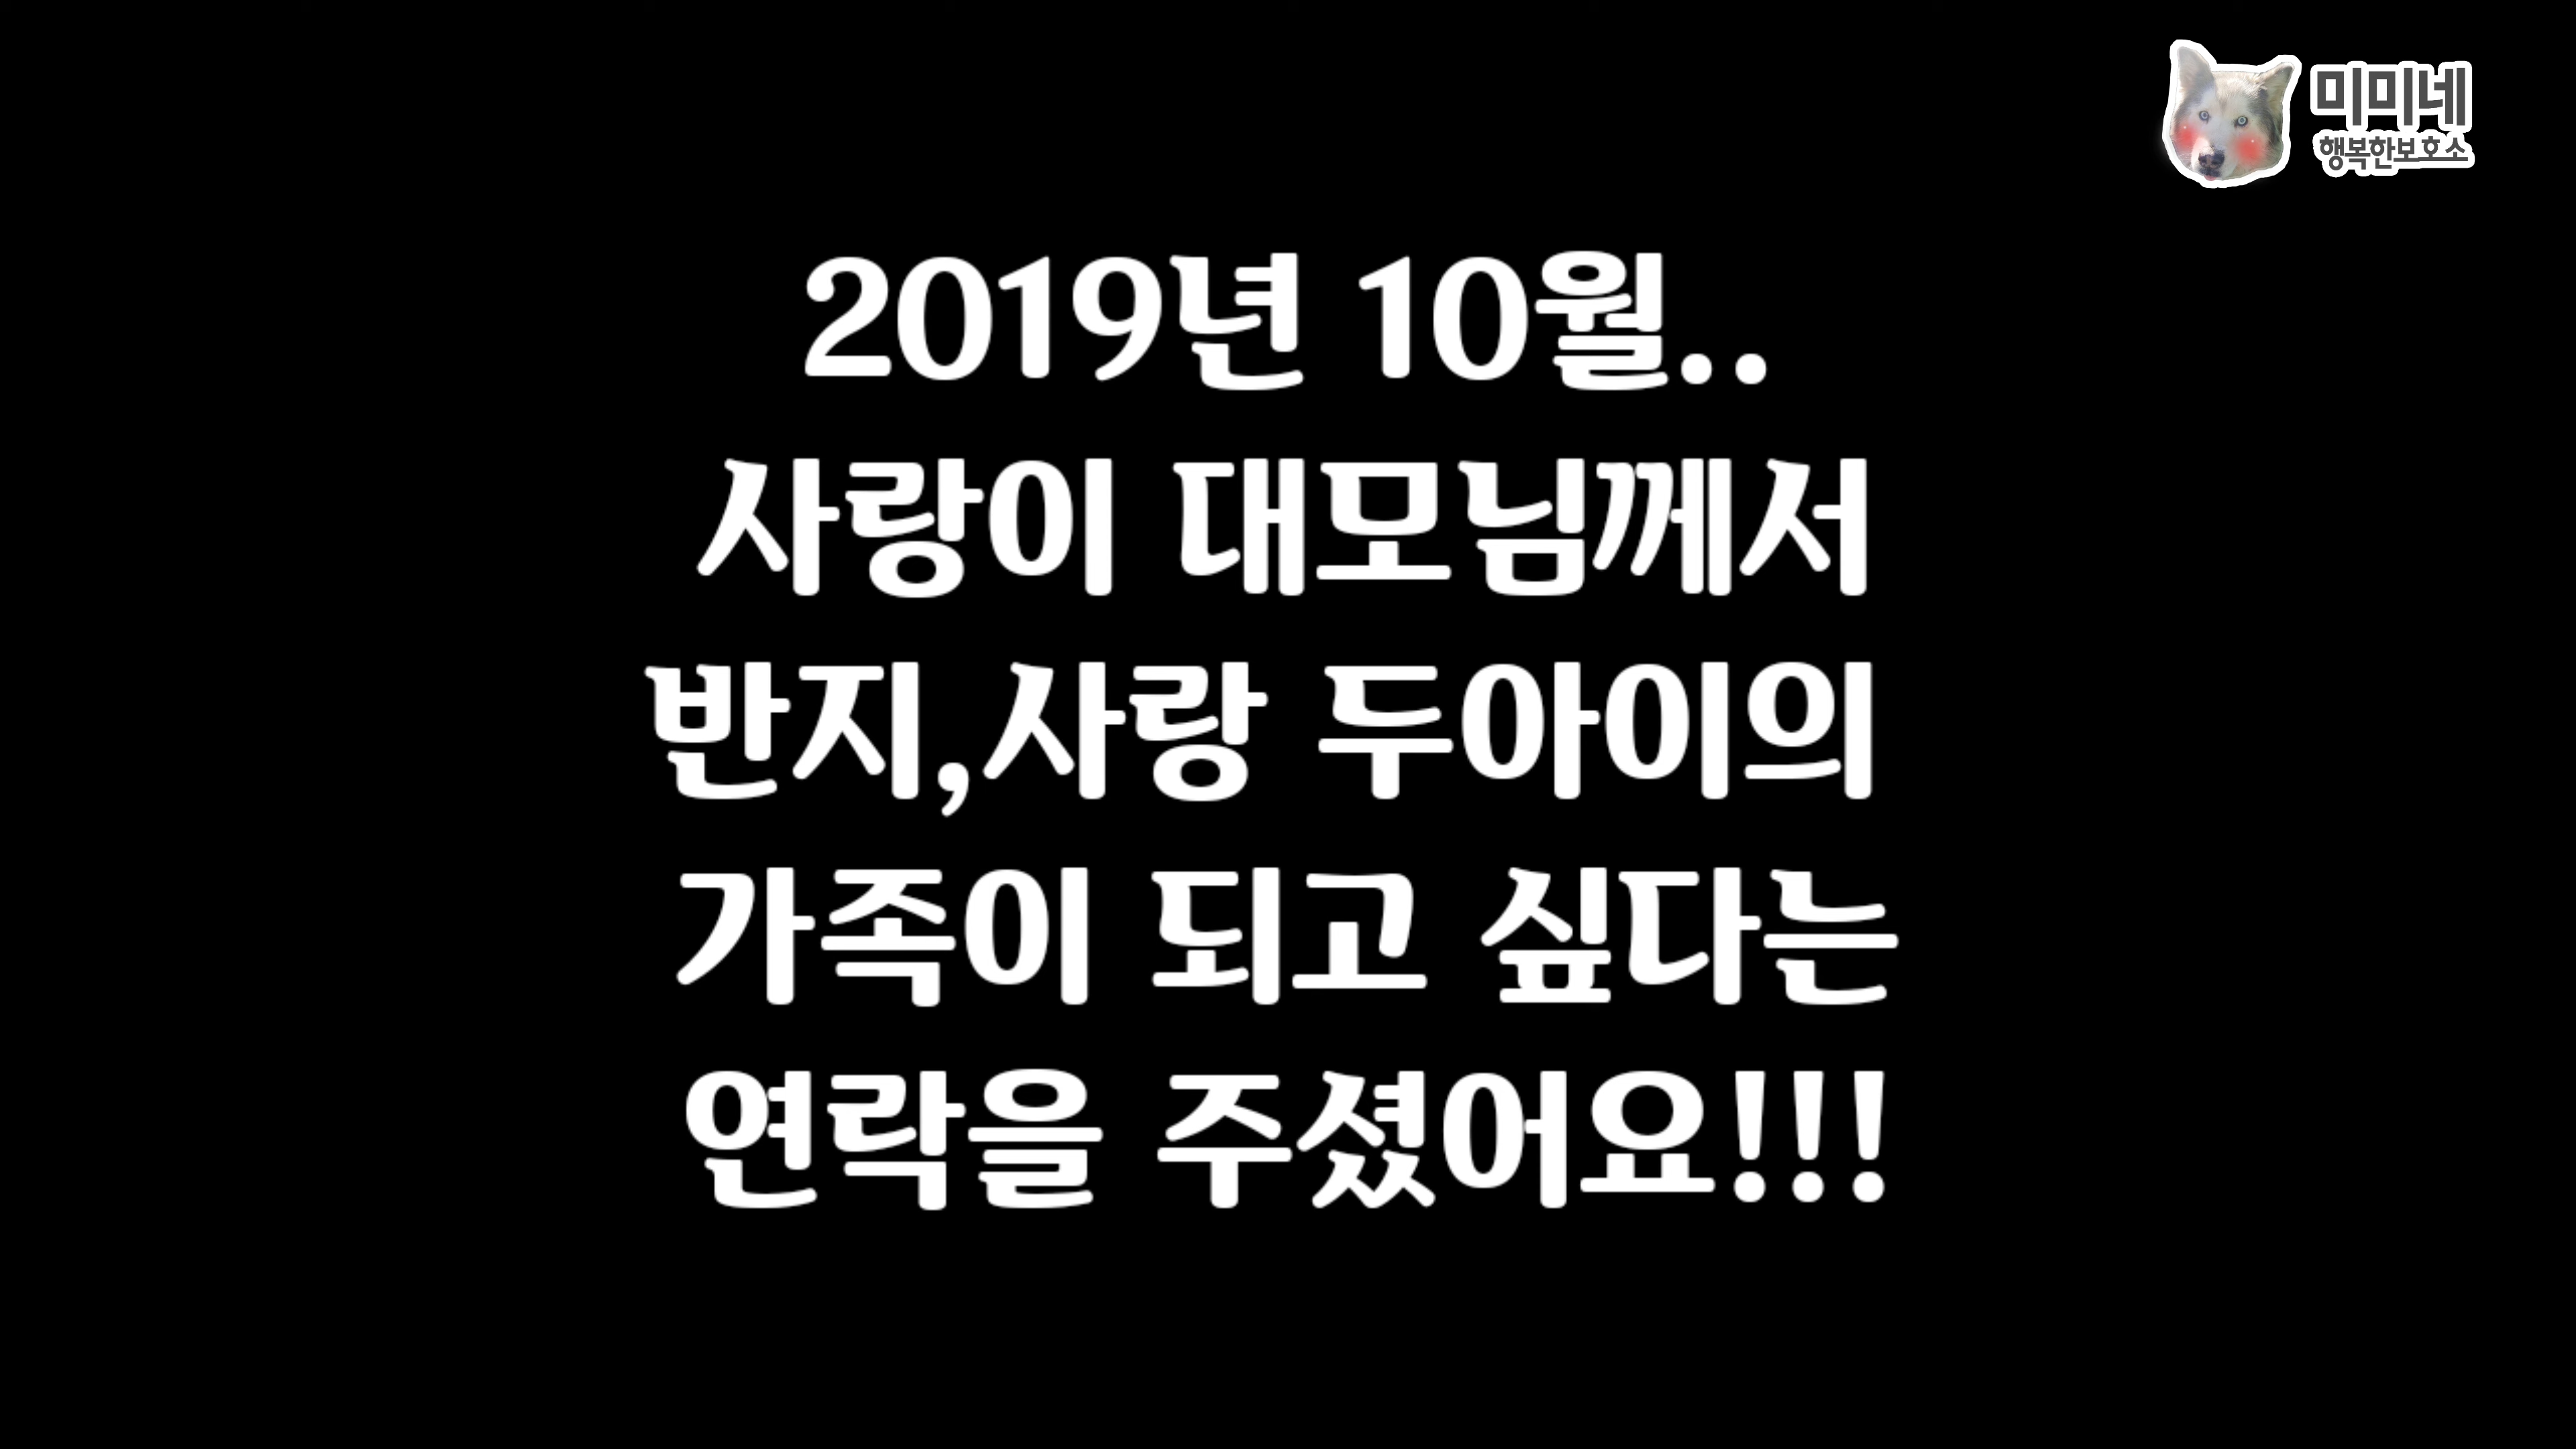 미미네
행복한보호소
2019년 10월..
사랑이 대모님께서
반지,사랑 두아이의
가족이 되고 싶다는
연락을 주셨어요!!!